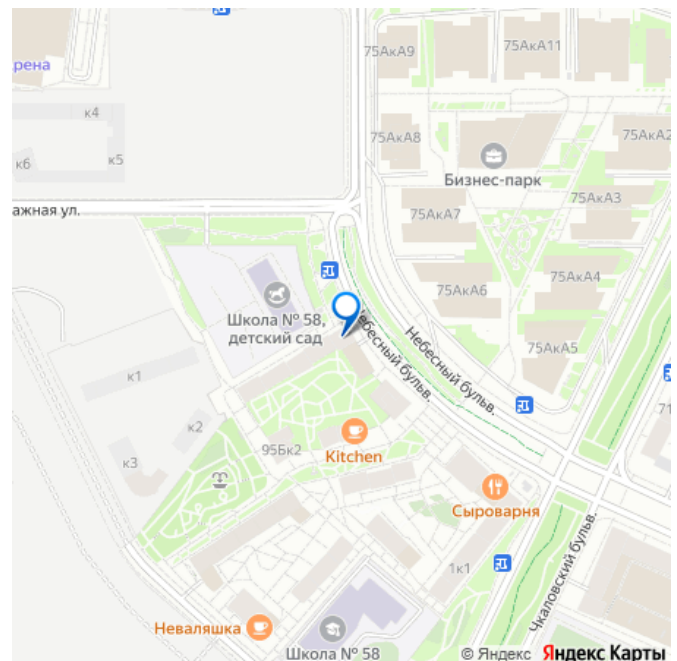 75АкА9
75АкА11
рена
к4
75АкА8
75АкА2
к6
к5
Бизнес-парк
75АкА3
ажная ул.
75АкА7
75АкА4
75АкА6
Школа № 58,
детский сад
Небесный бульв.
Небесный бульв.
75АкА5
к1
71
к2
95Бк2
к3
Kitchen
Сыроварня
Чкаловский бульв.
1к1
Неваляшка
Школа № 58
© Яндекс Яндекс Карты